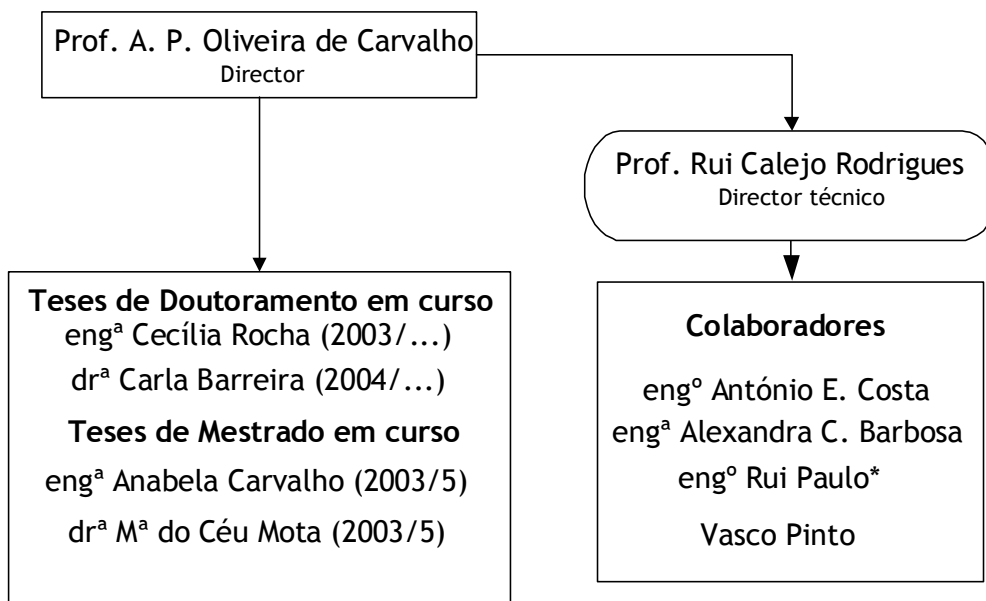 Prof. A. P. Oliveira de Carvalho
Director
Prof. Rui Calejo Rodrigues
Director técnico
Teses de Doutoramento em curso
engª Cecília Rocha (2003/...)
drª Carla Barreira (2004/...)
Teses de Mestrado em curso
engª Anabela Carvalho (2003/5)
drª Mª do Céu Mota (2003/5)
Colaboradores
engº António E. Costa
engª Alexandra C. Barbosa
engº Rui Paulo*
Vasco Pinto